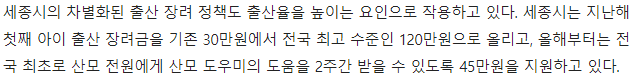 세종시의 차별화된 출산 장려 정책도 출산율을 높이는 요인으로 작용하고 있다. 세종시는 지난해
첫째 아이 출산 장려금을 기존 30만원에서 전국 최고 수준인 120만원으로 올리고, 올해부터는 전
국 최초로 산모 전원에게 산모 도우미의 도움을 2주간 받을 수 있도록 45만원을 지원하고 있다.